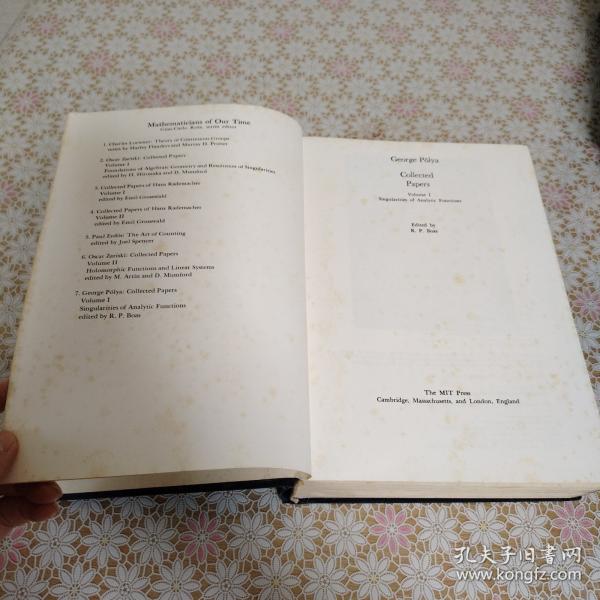 Mathematicians of Our Time
Gian-Carlo Rota, series editor
1. Charles Loewner: Theory of Continuous Groups
notes by Harley Flanders and Murray H. Protter
2. Oscar Zariski: Collected Papers
Volume I
Foundations of Algebraic Geometry and Resolution of Singularities
edited by H. Hironaka and D. Mumford
3. Collected Papers of Hans Rademacher
Volume I
edited by Emil Grosswald
4. Collected Papers of Hans Rademacher
Volume II
edited by Emil Grosswald
5. Paul Erdös: The Art of Counting
edited by Joel Spencer
6. Oscar Zariski: Collected Papers
Volume II
Holomorphic Functions and Linear Systems
edited by M. Artin and D. Mumford
7. George Pólya: Collected Papers
Volume I
Singularities of Analytic Functions
edited by R. P. Boas
George Pólya
Collected
Papers
Volume I
Singularities of Analytic Functions
Edited by
R. P. Boas
The MIT Press
Cambridge, Massachusetts, and London, England
孔夫子旧书网
www.kongfz.com